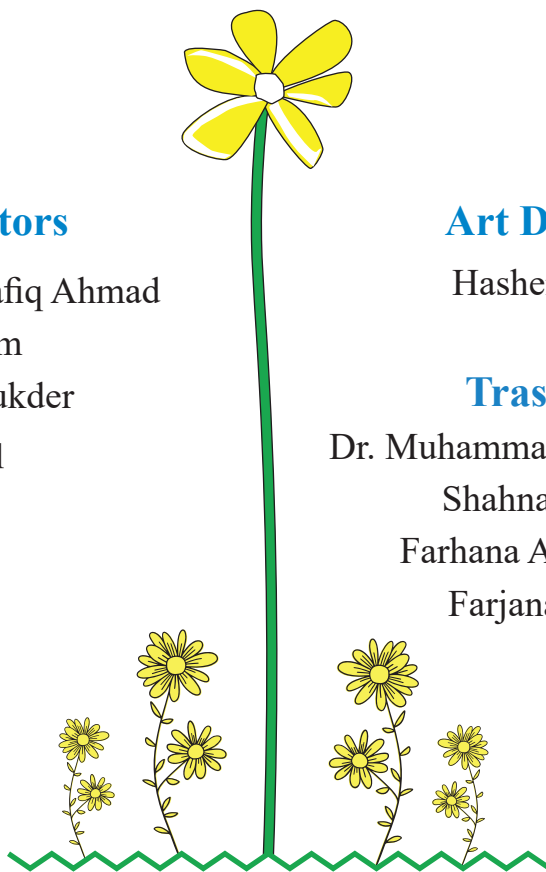 tors
afiq Ahmad
m
ukder
l
Art D
Hashe
Tras
Dr. Muhamma
Shahna
Farhana A
Farjana